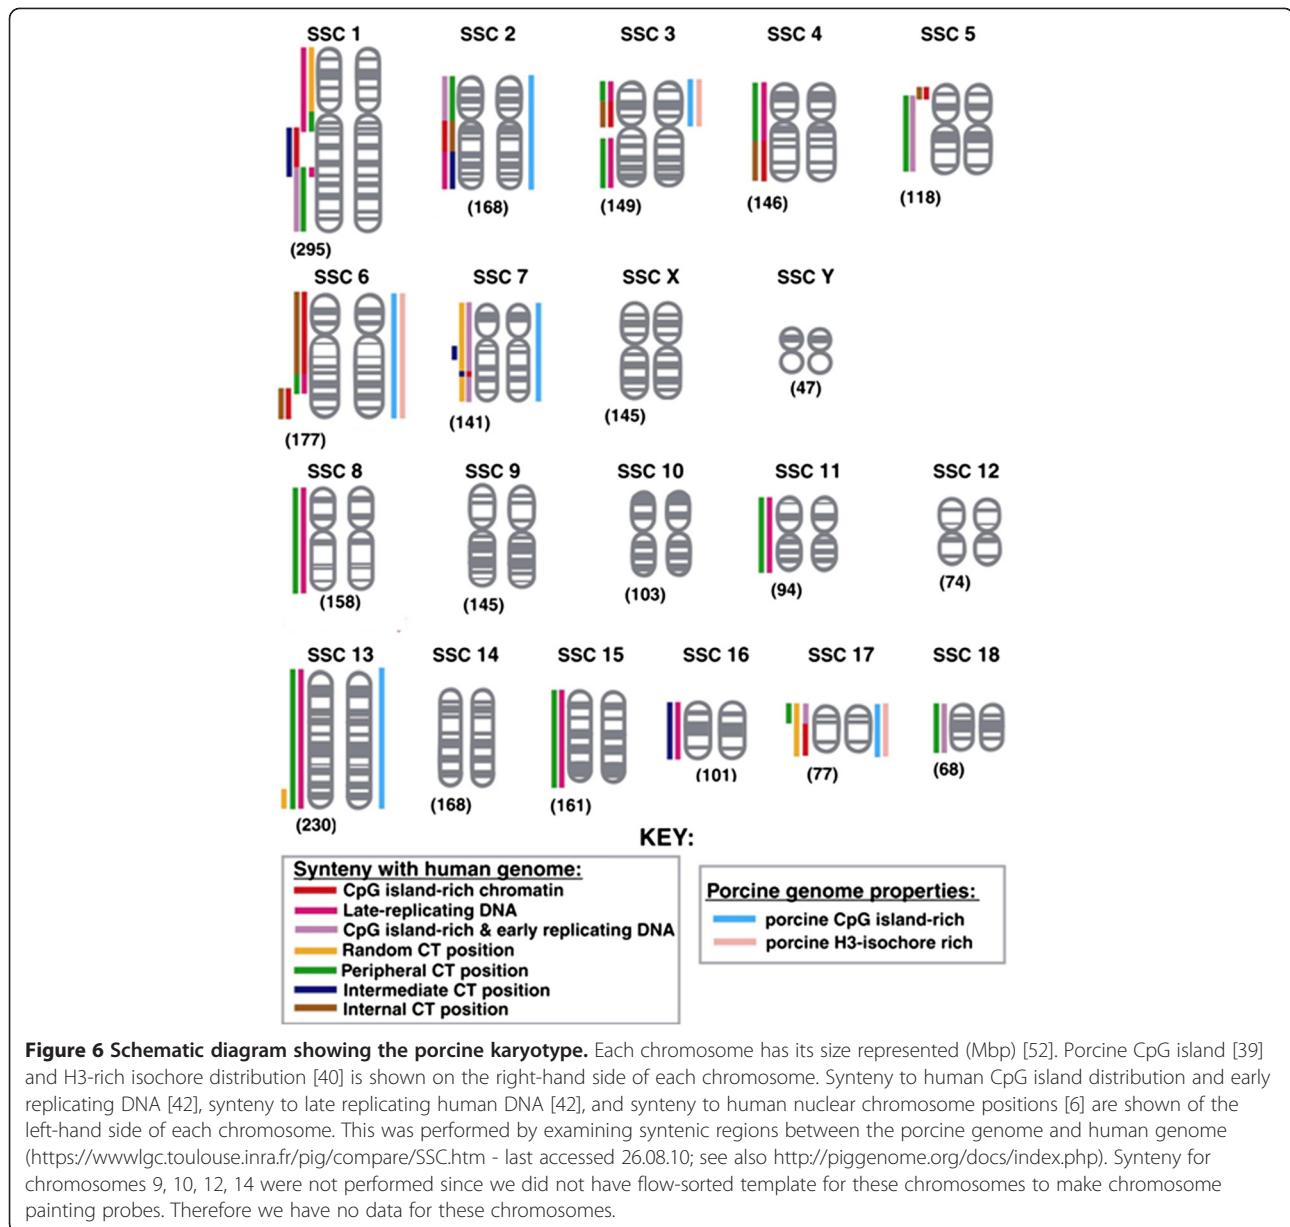 SSC 1 SSC 2 SSC 3 SSC 4 SSC 5
(295) (168) (149) (146) (118)
SSC 6 SSC 7 SSC X SSC Y
(177) (141) (145) (47)
SSC 8 SSC 9 SSC 10 SSC 11 SSC 12
(158) (145) (103) (94) (74)
SSC 13 SSC 14 SSC 15 SSC 16 SSC 17 SSC 18
(230) (168) (161) (101) (77) (68)
KEY:
Synteny with human genome:
CpG island-rich chromatin
Late-replicating DNA
CpG island-rich & early replicating DNA
Random CT position
Peripheral CT position
Intermediate CT position
Internal CT position
Porcine genome properties:
porcine CpG island-rich
porcine H3-isochore rich
Figure 6 Schematic diagram showing the porcine karyotype. Each chromosome has its size represented (Mbp) [52]. Porcine CpG island [39]
and H3-rich isochore distribution [40] is shown on the right-hand side of each chromosome. Synteny to human CpG island distribution and early
replicating DNA [42], synteny to late replicating human DNA [42], and synteny to human nuclear chromosome positions [6] are shown of the
left-hand side of each chromosome. This was performed by examining syntenic regions between the porcine genome and human genome
(https://wwwlgc.toulouse.inra.fr/pig/compare/SSC.htm - last accessed 26.08.10; see also http://piggenome.org/docs/index.php). Synteny for
chromosomes 9, 10, 12, 14 were not performed since we did not have flow-sorted template for these chromosomes to make chromosome
painting probes. Therefore we have no data for these chromosomes.